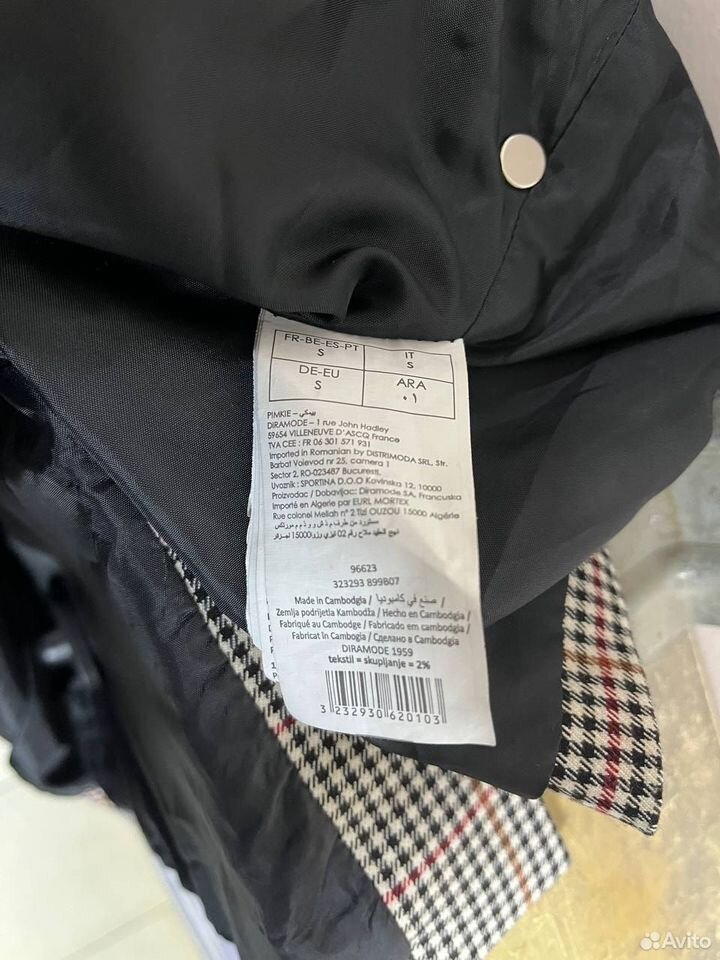 FR-BE-ES-PT
S
IT
S
DE-EU
S
ARA
٠١
PIMKIE – بيمكي
DIRAMODE – 1 rue John Hadley
59654 VILLENEUVE D'ASCQ France
TVA CEE : FR 06 301 571 931
Imported in Romanian by DISTRIMODA SRL, Str.
Barbat Voievod nr 25, camera 1
Sector 2, RO-023487 Bucuresti.
Uvoznik : SPORTINA D.O.O Kovinska 12, 10000
Proizvodac / Dobavljac: Diramode SA, Francuska
Importé en Algerie par EURL MORTEX
Rue colonel Mellah n° 2 Tizi OUZOU 15000 Algérie
96623
323293 899B07
Made in Cambodgia / صنع في كامبوديا /
Zemlja podrijetla Kambodža / Hecho en Cambodgia /
Fabriqué au Cambodge / Fabricado em cambodgia /
Fabricat în Cambogia / Сделано в Cambodgia
DIRAMODE 1959
tekstil = skupljanje = 2%
3 232930 620103
Avito